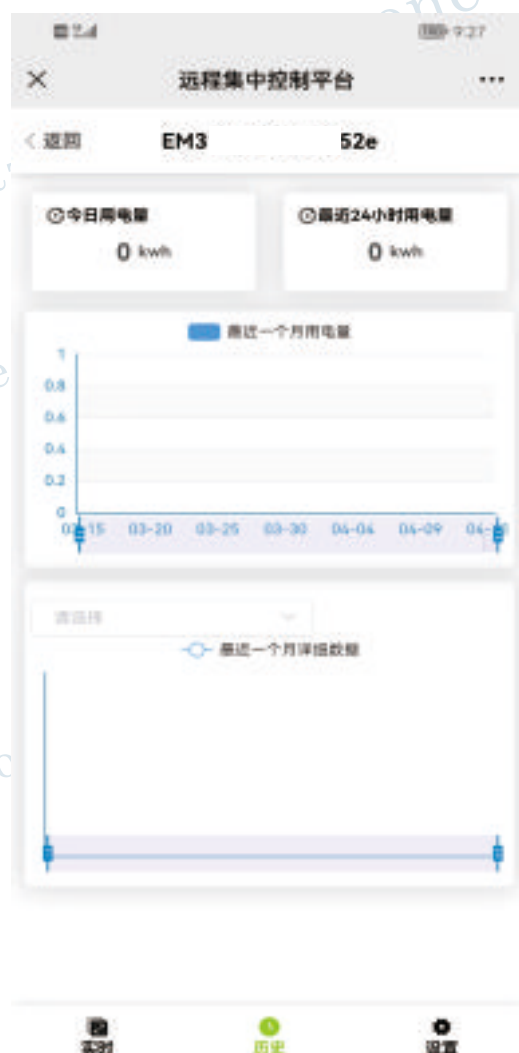 9:27
远程集中控制平台
返回
EM3 52e
今日用电量
0 kwh
最近24小时用电量
0 kwh
最近一个月用电量
1
0.8
0.6
0.4
0.2
0
03-20 03-25 03-30 04-04 04-09
请选择
最近一个月详细数据
实时 历史 设置